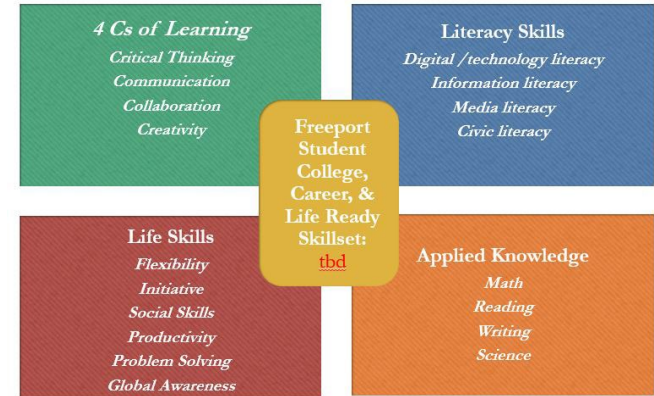 4 Cs of Learning
Critical Thinking
Communication
Collaboration
Creativity
Literacy Skills
Digital /technology literacy
Information literacy
Media literacy
Civic literacy
Freeport
Student
College,
Career, &
Life Ready
Skillset:
tbd
Life Skills
Flexibility
Initiative
Social Skills
Productivity
Problem Solving
Global Awareness
Applied Knowledge
Math
Reading
Writing
Science